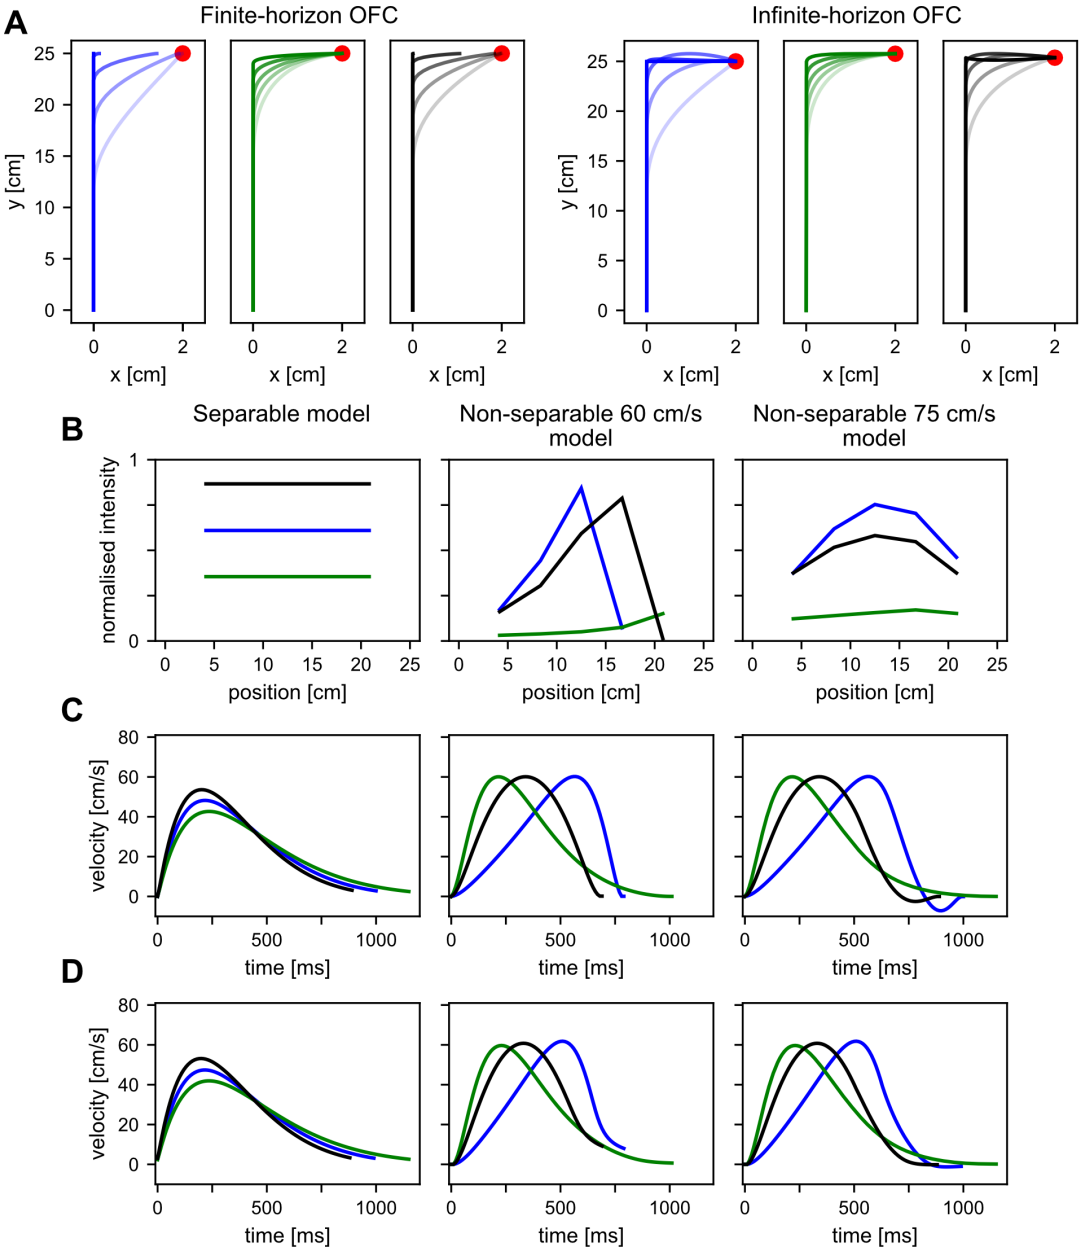 A
Finite-horizon OFC
Infinite-horizon OFC
y [cm]
25
20
15
10
5
0
0 2
x [cm]
0 2
x [cm]
0 2
x [cm]
y [cm]
25
20
15
10
5
0
0 2
x [cm]
0 2
x [cm]
0 2
x [cm]
B
Separable model
Non-separable 60 cm/s
model
Non-separable 75 cm/s
model
normalised intensity
1
0
0 5 10 15 20 25
position [cm]
0 5 10 15 20 25
position [cm]
0 5 10 15 20 25
position [cm]
C
velocity [cm/s]
80
60
40
20
0
0 500 1000
time [ms]
0 500 1000
time [ms]
0 500 1000
time [ms]
D
velocity [cm/s]
80
60
40
20
0
0 500 1000
time [ms]
0 500 1000
time [ms]
0 500 1000
time [ms]